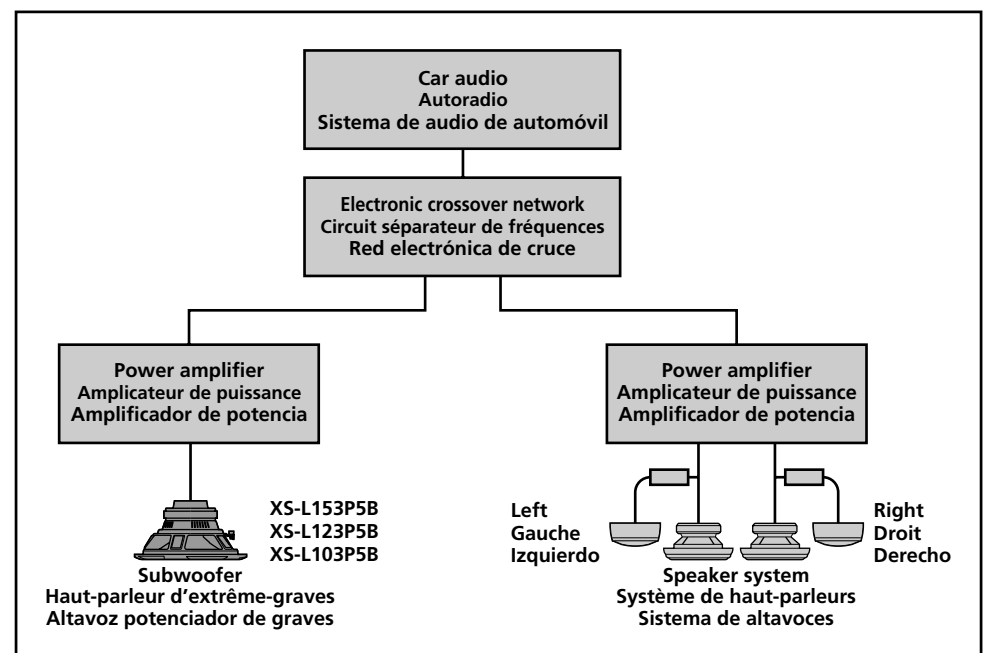 Car audio
Autoradio
Sistema de audio de automóvil
Electronic crossover network
Circuit séparateur de fréquences
Red electrónica de cruce
Power amplifier
Amplicateur de puissance
Amplificador de potencia
Power amplifier
Amplicateur de puissance
Amplificador de potencia
XS-L153P5B
XS-L123P5B
XS-L103P5B
Subwoofer
Haut-parleur d'extrême-graves
Altavoz potenciador de graves
Left
Gauche
Izquierdo
Right
Droit
Derecho
Speaker system
Système de haut-parleurs
Sistema de altavoces